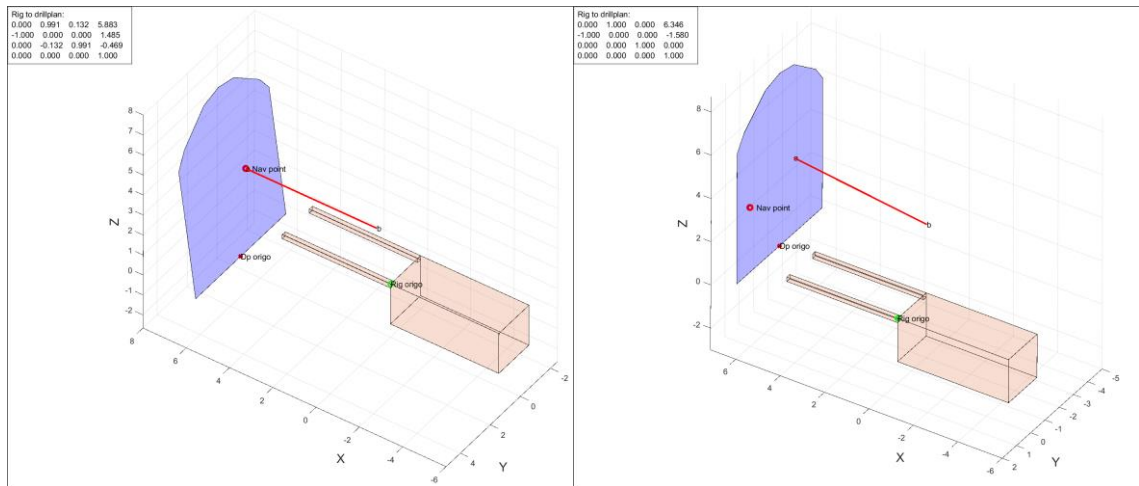 Rig to drillplan:
0.000 0.991 0.132 5.883
-1.000 0.000 0.000 1.485
0.000 -0.132 0.991 -0.469
0.000 0.000 0.000 1.000
8
7
6
5
4
3
2
1
0
-1
-2
Z
Nav point
Dp origo
Rig origo
8
6
4
2
0
-2
-4
-6
X
-2
0
2
4
Y
Rig to drillplan:
0.000 1.000 0.000 6.346
-1.000 0.000 0.000 -1.580
0.000 0.000 1.000 0.000
0.000 0.000 0.000 1.000
8
6
4
2
0
-2
Z
Nav point
Dp origo
Rig origo
6
4
2
0
-2
-4
-6
X
-5
-4
-3
-2
-1
0
1
2
Y